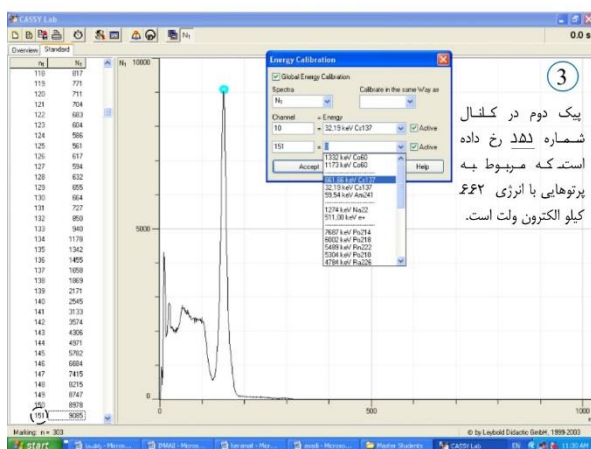 CASSY Lab
0.0 s
Overview Standard
n₁ N₁
118 817
119 771
120 711
121 704
122 683
123 604
124 586
125 561
126 617
127 594
128 632
129 655
130 664
131 727
132 850
133 940
134 1178
135 1342
136 1455
137 1658
138 1869
139 2171
140 2545
141 3133
142 3574
143 4306
144 4971
145 5782
146 6684
147 7415
148 8215
149 8747
150 8978
151 9085
N₁ 10000
5000
0
500
1000
Energy Calibration
Global Energy Calibration
Spectra
Calibrate in the same Way as
N₁
Channel = Energy
10 = 32,19 keV Cs137 Active
151 = 0 Active
Accept
Help
1332 keV Co60
1173 keV Co60
661,66 keV Cs137
32,19 keV Cs137
59,54 keV Am241
1274 keV Na22
511,00 keV e+
7687 keV Po214
6002 keV Po218
5489 keV Rn222
5304 keV Po210
4784 keV Ra226
3
پیک دوم در کانال
شماره ۱۵۱ رخ داده
است که مربوط به
پرتوهایی با انرژی ۶۶۲
کیلو الکترون ولت است.
Marking: n = 303
© by Leybold Didactic GmbH, 1999-2003
start
Master Students
CASSY Lab
EN
11:30 AM